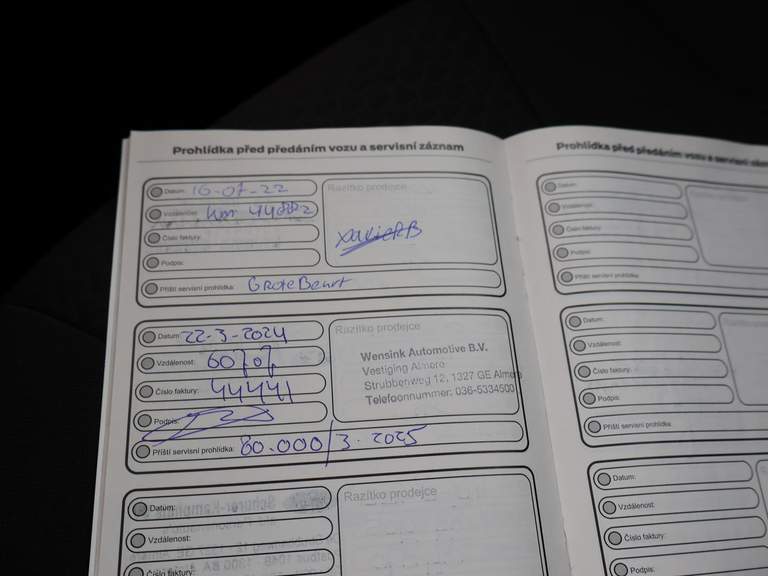 Prohlídka před předáním vozu a servisní záznam
Datum: 16-07-22
Razítko prodejce
Vzdálenost: km
Číslo faktury:
XavierB
Podpis:
Příští servisní prohlídka: Grote Beurt
Datum: 22-3-2024
Razítko prodejce
Vzdálenost: 60707
Wensink Automotive B.V.
Vestiging Almere
Číslo faktury: 44441
Strubbenweg 12, 1327 GE Almere
Telefoonnummer: 036-5334500
Podpis:
Příští servisní prohlídka: 80.000/3-2025
Datum:
Razítko prodejce
Vzdálenost:
Číslo faktury:
Prohlídka před předáním vozu a servisní
Datum:
Vzdálenost:
Číslo faktury:
Podpis:
Příští servisní prohlídka:
Datum:
Vzdálenost:
Číslo faktury:
Podpis:
Příští servisní prohlídka:
Datum:
Vzdálenost:
Číslo faktury:
Podpis: